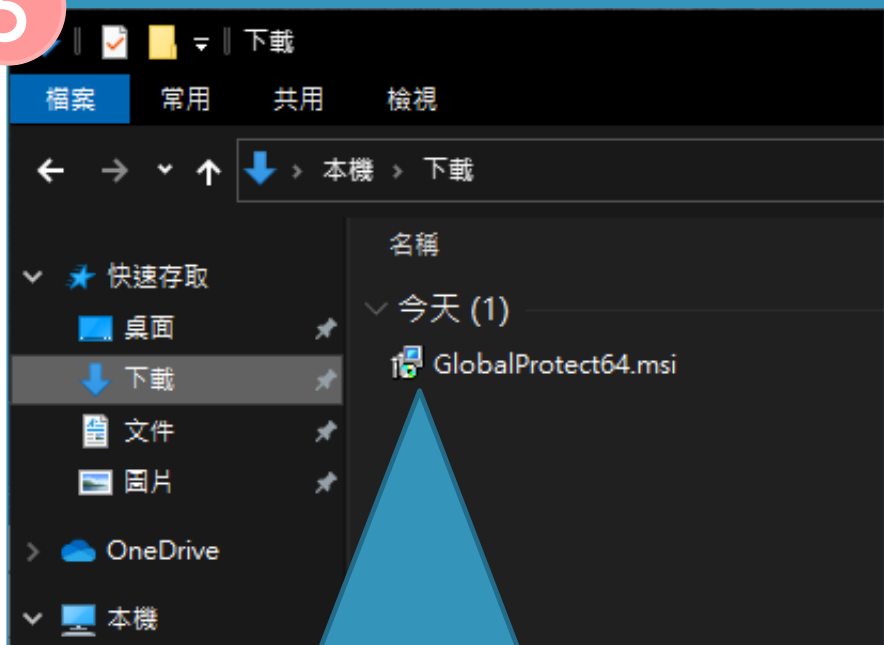 下載
檔案 常用 共用 檢視
本機 > 下載
名稱
快速存取
今天 (1)
桌面
GlobalProtect64.msi
下載
文件
圖片
OneDrive
本機